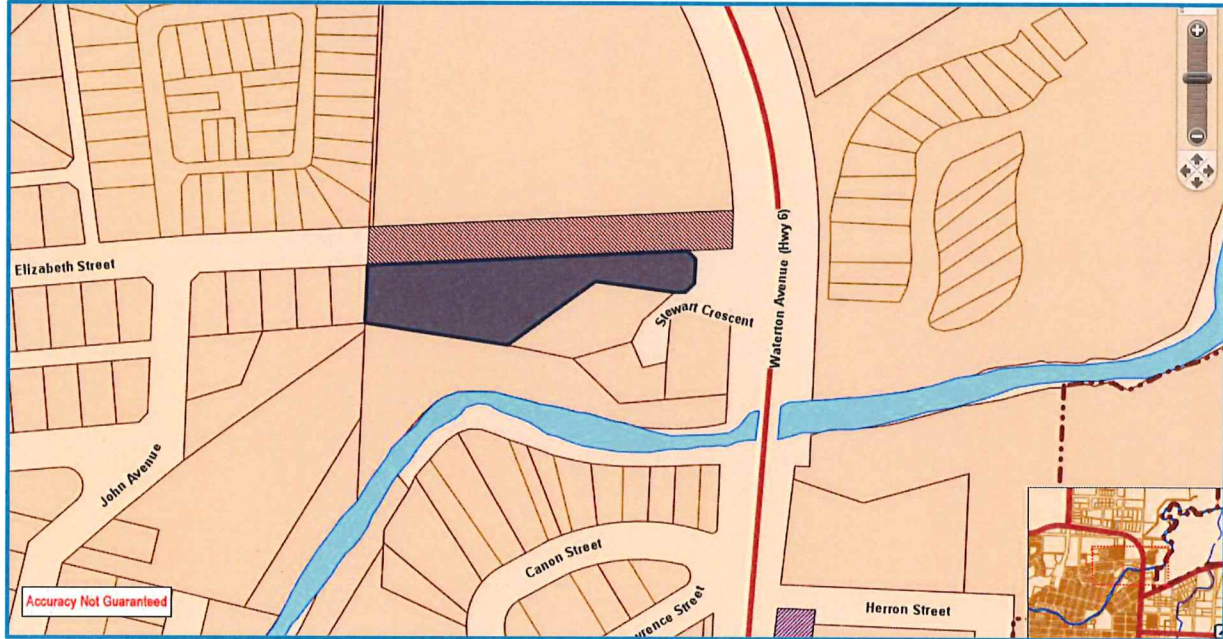 Elizabeth Street
Waterton Avenue (Hwy 6)
Stewart Crescent
John Avenue
Canon Street
Herron Street
Accuracy Not Guaranteed